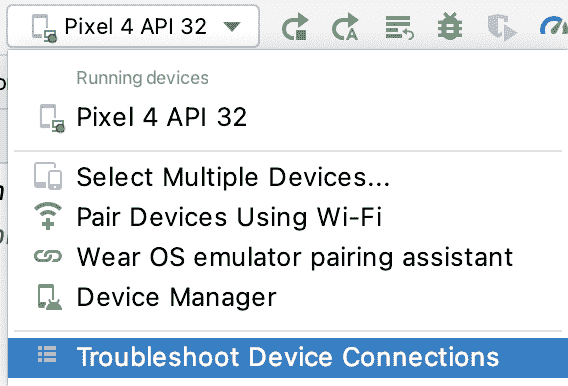 Pixel 4 API 32
Running devices
Pixel 4 API 32
Select Multiple Devices...
Pair Devices Using Wi-Fi
Wear OS emulator pairing assistant
Device Manager
Troubleshoot Device Connections